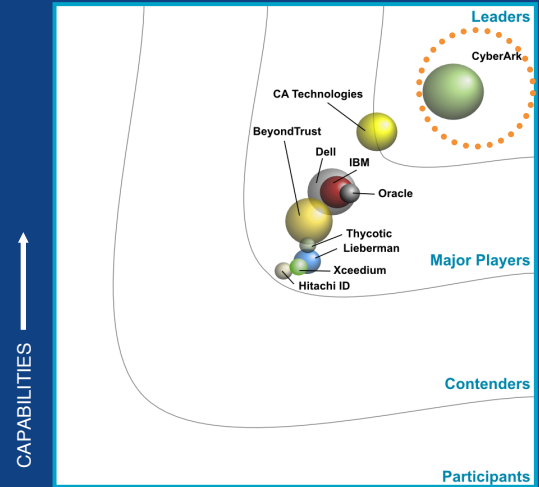 Leaders
CyberArk
CA Technologies
BeyondTrust
Dell
IBM
Oracle
Thycotic
Lieberman
Major Players
Xceedium
Hitachi ID
CAPABILITIES
Contenders
Participants